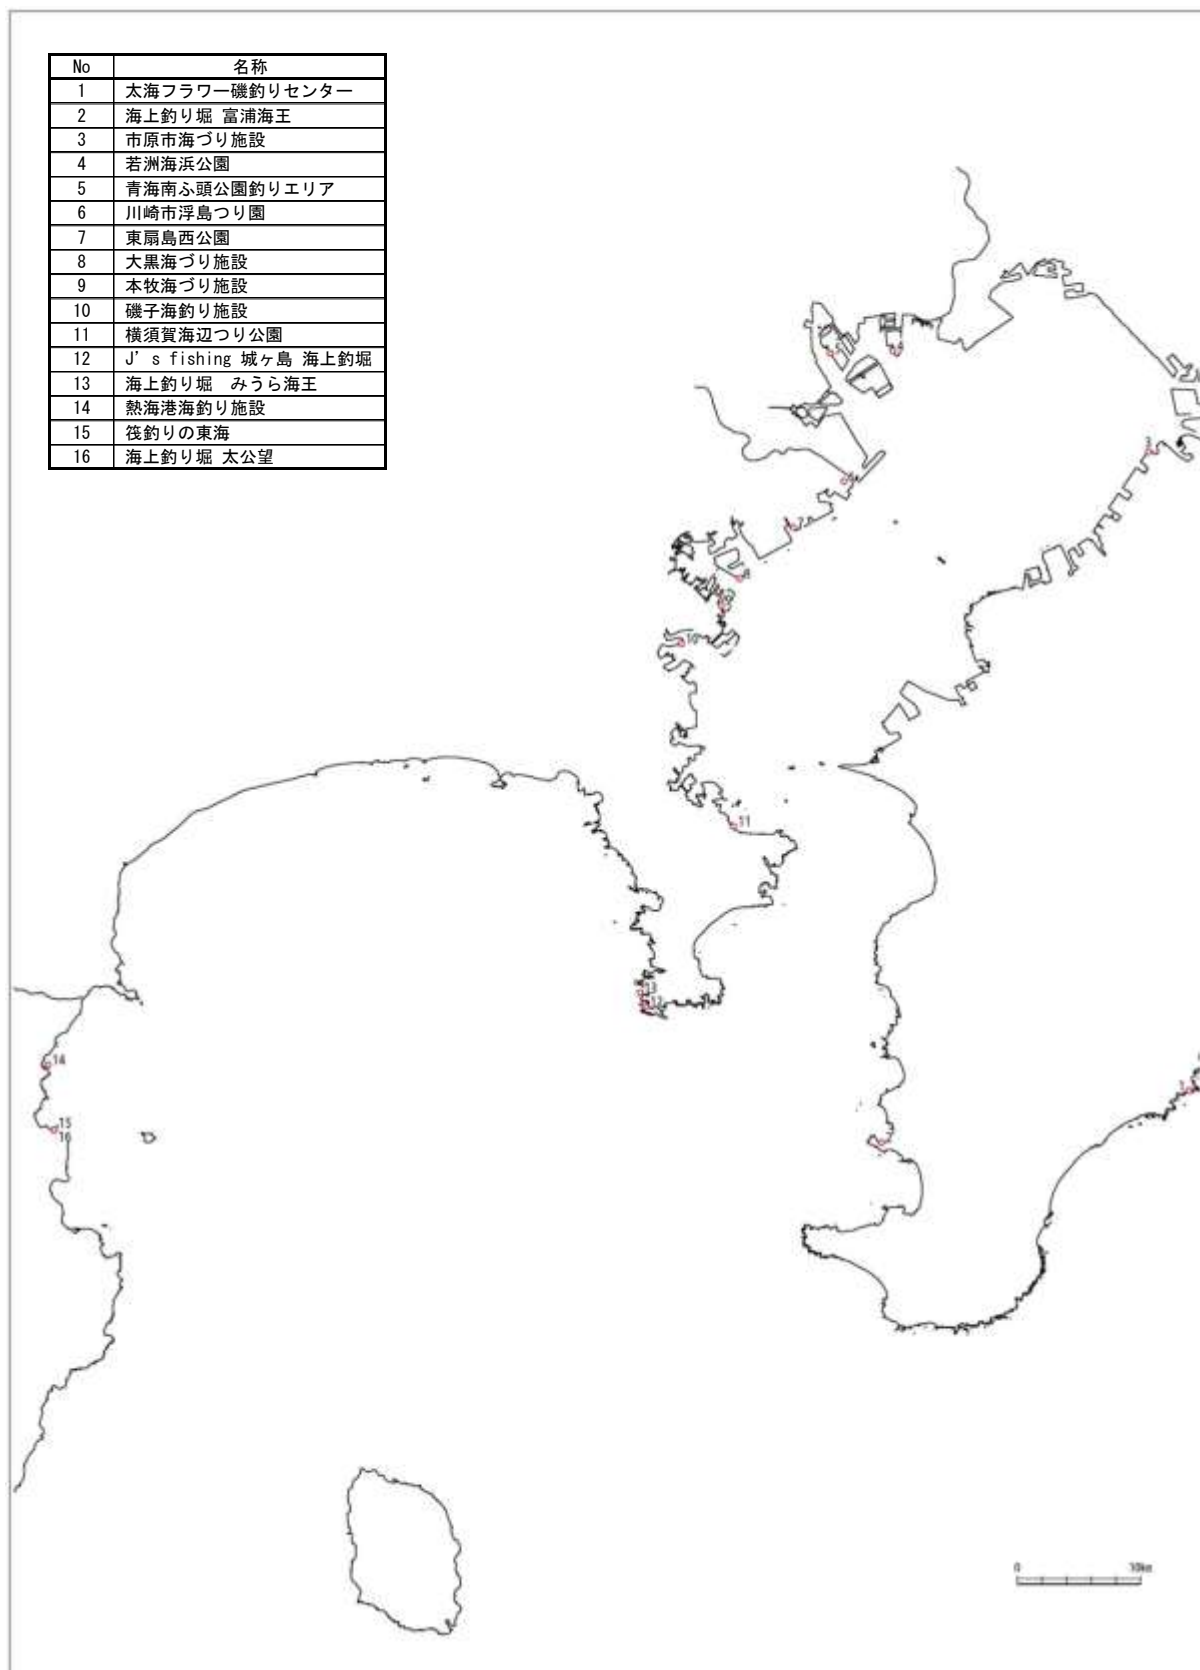 No 名称
1 太海フラワー磯釣りセンター
2 海上釣り堀 富浦海王
3 市原市海づり施設
4 若洲海浜公園
5 青海南ふ頭公園釣りエリア
6 川崎市浮島つり園
7 東扇島西公園
8 大黒海づり施設
9 本牧海づり施設
10 磯子海釣り施設
11 横須賀海辺つり公園
12 J's fishing 城ヶ島 海上釣堀
13 海上釣り堀 みうら海王
14 熱海港海釣り施設
15 筏釣りの東海
16 海上釣り堀 太公望
3
7
10
11
13
12
14
1
15
16
0